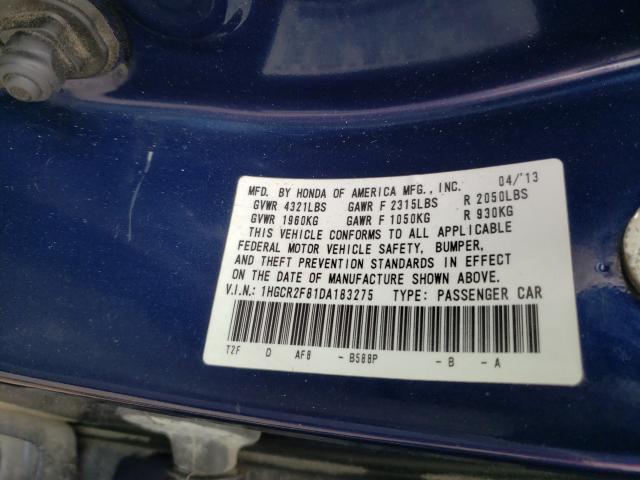 MFD. BY HONDA OF AMERICA MFG., INC. 04/'13
GVWR 4321LBS GAWR F 2315LBS R 2050LBS
GVWR 1960KG GAWR F 1050KG R 930KG
THIS VEHICLE CONFORMS TO ALL APPLICABLE
FEDERAL MOTOR VEHICLE SAFETY, BUMPER,
AND THEFT PREVENTION STANDARDS IN EFFECT
ON THE DATE OF MANUFACTURE SHOWN ABOVE.
V.I.N.: 1HGCR2F81DA183275 TYPE: PASSENGER CAR
T2F D AF8 - B588P - B - A